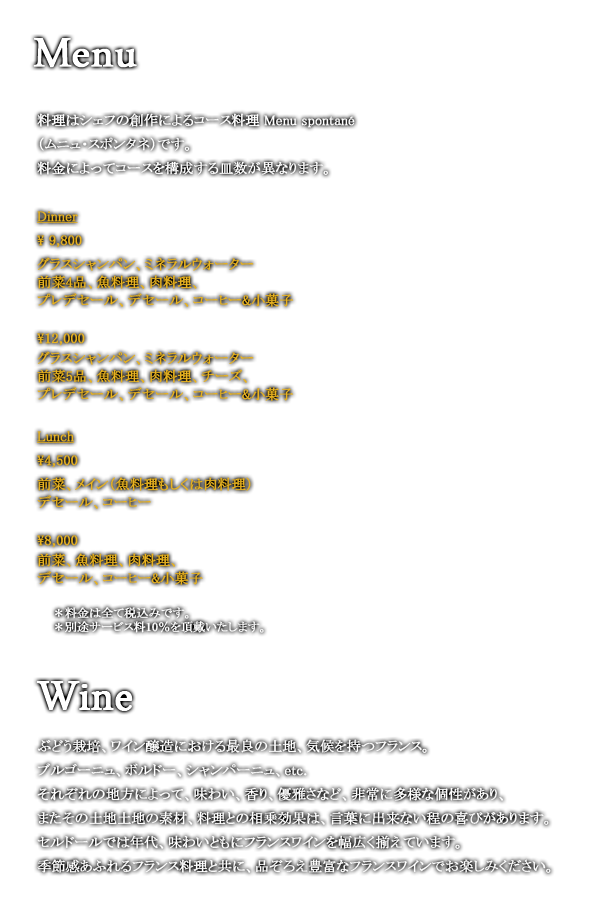 Menu
料理はシェフの創作によるコース料理 Menu spontané
（ムニュ・スポンタネ）です。
料金によってコースを構成する皿数が異なります。
Dinner
¥ 9,800
グラスシャンパン、ミネラルウォーター
前菜4品、魚料理、肉料理、
プレデセール、デセール、コーヒー&小菓子
¥12,000
グラスシャンパン、ミネラルウォーター
前菜5品、魚料理、肉料理、チーズ、
プレデセール、デセール、コーヒー&小菓子
Lunch
¥4,500
前菜、メイン（魚料理もしくは肉料理）
デセール、コーヒー
¥8,000
前菜、魚料理、肉料理、
デセール、コーヒー&小菓子
＊料金は全て税込みです。
＊別途サービス料10％を頂戴いたします。
Wine
ぶどう栽培、ワイン醸造における最良の土地、気候を持つフランス。
ブルゴーニュ、ボルドー、シャンパーニュ、etc.
それぞれの地方によって、味わい、香り、優雅さなど、非常に多様な個性があり、
またその土地土地の素材、料理との相乗効果は、言葉に出来ない程の喜びがあります。
セルドールでは年代、味わいともにフランスワインを幅広く揃えています。
季節感あふれるフランス料理と共に、品ぞろえ豊富なフランスワインでお楽しみください。